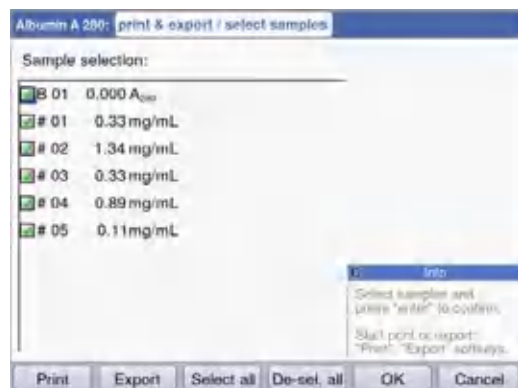 Albumin A 280: print & export / select samples
Sample selection:
B 01 0.000 A₂₈₀
# 01 0.33 mg/mL
# 02 1.34 mg/mL
# 03 0.33 mg/mL
# 04 0.89 mg/mL
# 05 0.11mg/mL
Info
Select samples and
press "enter" to confirm.
Start print or export:
"Print", "Export" softkeys.
Print Export Select all De-sel. all OK Cancel